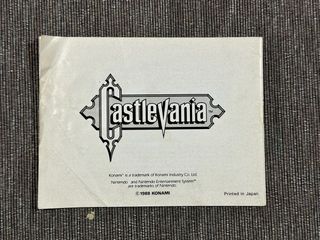 Castlevania
Konami® is a trademark of Konami Industry Co. Ltd.
Nintendo and Nintendo Entertainment System™
are trademarks of Nintendo.
©1988 KONAMI
Printed in Japan